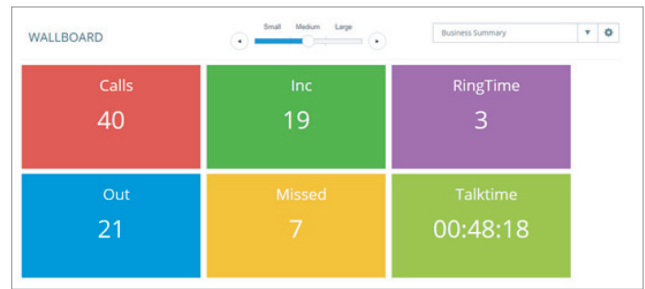 Small Medium Large
WALLBOARD
Business Summary
Calls
40
Inc
19
RingTime
3
Out
21
Missed
7
Talktime
00:48:18